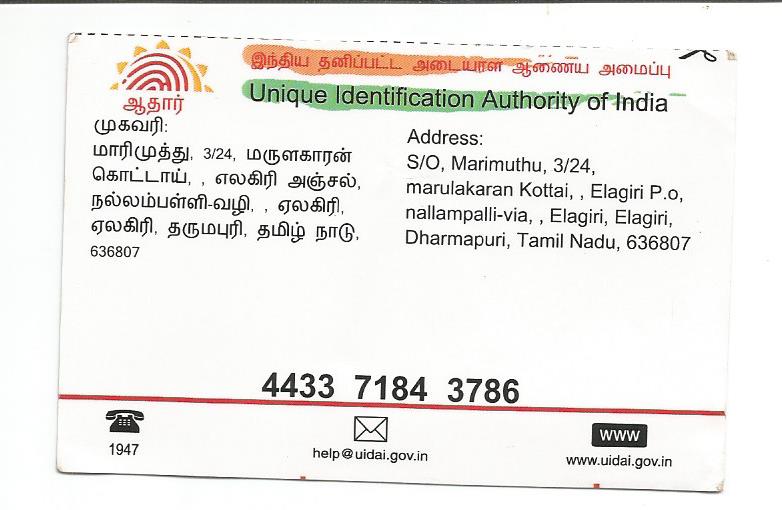 இந்திய தனிப்பட்ட அடையாள ஆணைய அமைப்பு
Unique Identification Authority of India
ஆதார்
முகவரி:
மாரிமுத்து, 3/24, மருளகாரன்
கொட்டாய், , எலகிரி அஞ்சல்,
நல்லம்பள்ளி-வழி, , ஏலகிரி,
ஏலகிரி, தருமபுரி, தமிழ் நாடு,
636807
Address:
S/O, Marimuthu, 3/24,
marulakaran Kottai, , Elagiri P.o,
nallampalli-via, , Elagiri, Elagiri,
Dharmapuri, Tamil Nadu, 636807
4433 7184 3786
1947
help@uidai.gov.in
www
www.uidai.gov.in